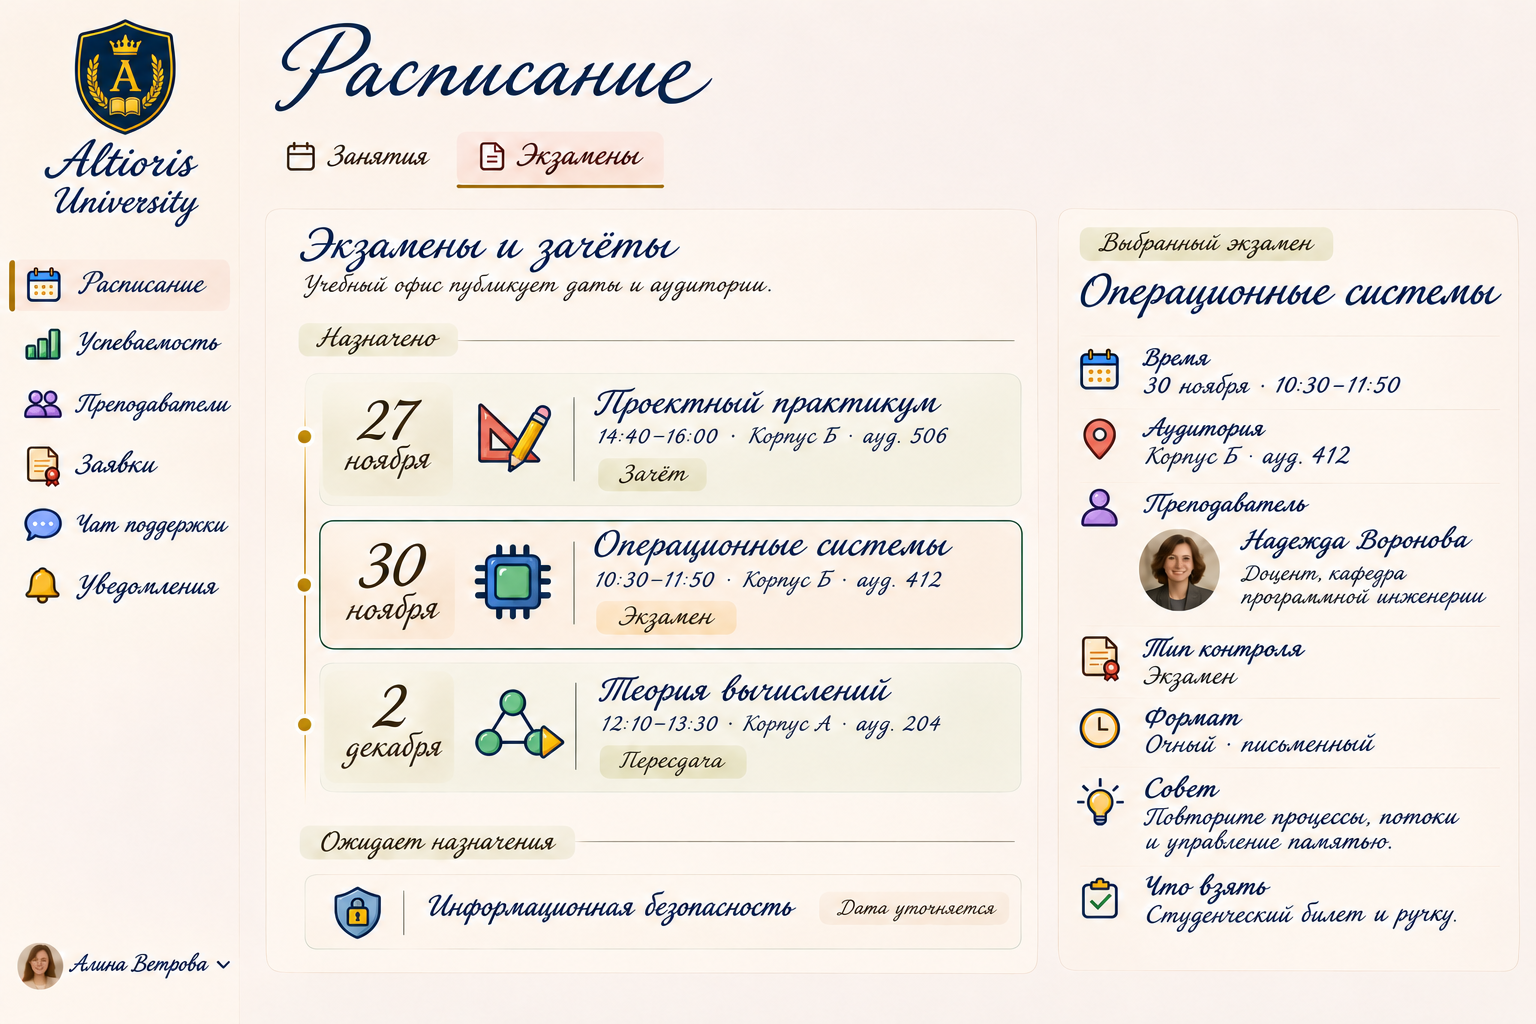 A
Altioris
University
Расписание
Успеваемость
Преподаватели
Заявки
Чат поддержки
Уведомления
Алина Ветрова
Расписание
Занятия
Экзамены
Экзамены и зачёты
Учебный офис публикует даты и аудитории.
Назначено
27
ноября
Проектный практикум
14:40–16:00 · Корпус Б · ауд. 506
Зачёт
30
ноября
Операционные системы
10:30–11:50 · Корпус Б · ауд. 412
Экзамен
2
декабря
Теория вычислений
12:10–13:30 · Корпус А · ауд. 204
Пересдача
Ожидает назначения
Информационная безопасность
Дата уточняется
Выбранный экзамен
Операционные системы
Время
30 ноября · 10:30–11:50
Аудитория
Корпус Б · ауд. 412
Преподаватель
Надежда Воронова
Доцент, кафедра
программной инженерии
Тип контроля
Экзамен
Формат
Очный · письменный
Совет
Повторите процессы, потоки
и управление памятью.
Что взять
Студенческий билет и ручку.